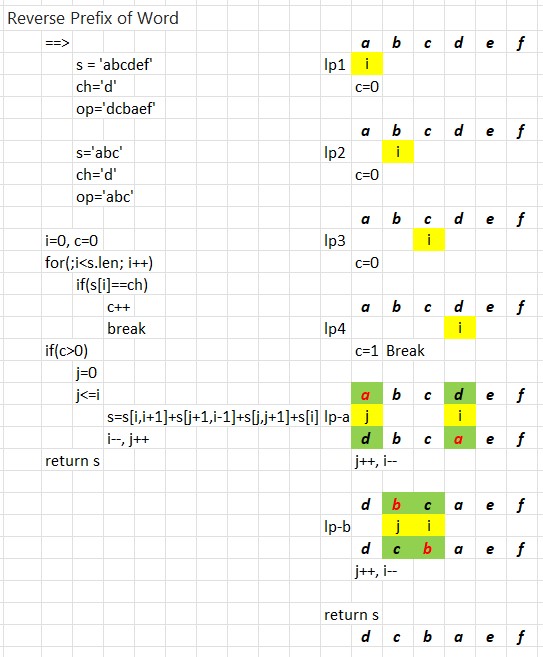 Reverse Prefix of Word
==>
s = 'abcdef'
ch='d'
op='dcbaef'
s='abc'
ch='d'
op='abc'
i=0, c=0
for(;i<s.len; i++)
if(s[i]==ch)
c++
break
if(c>0)
j=0
j<=i
s=s[i,i+1]+s[j+1,i-1]+s[j,j+1]+s[i]
i--, j++
return s
a b c d e f
lp1 i
c=0
a b c d e f
lp2 i
c=0
a b c d e f
lp3 i
c=0
a b c d e f
lp4 i
c=1 Break
a b c d e f
lp-a j i
d b c a e f
j++, i--
d b c a e f
lp-b j i
d c b a e f
j++, i--
return s
d c b a e f